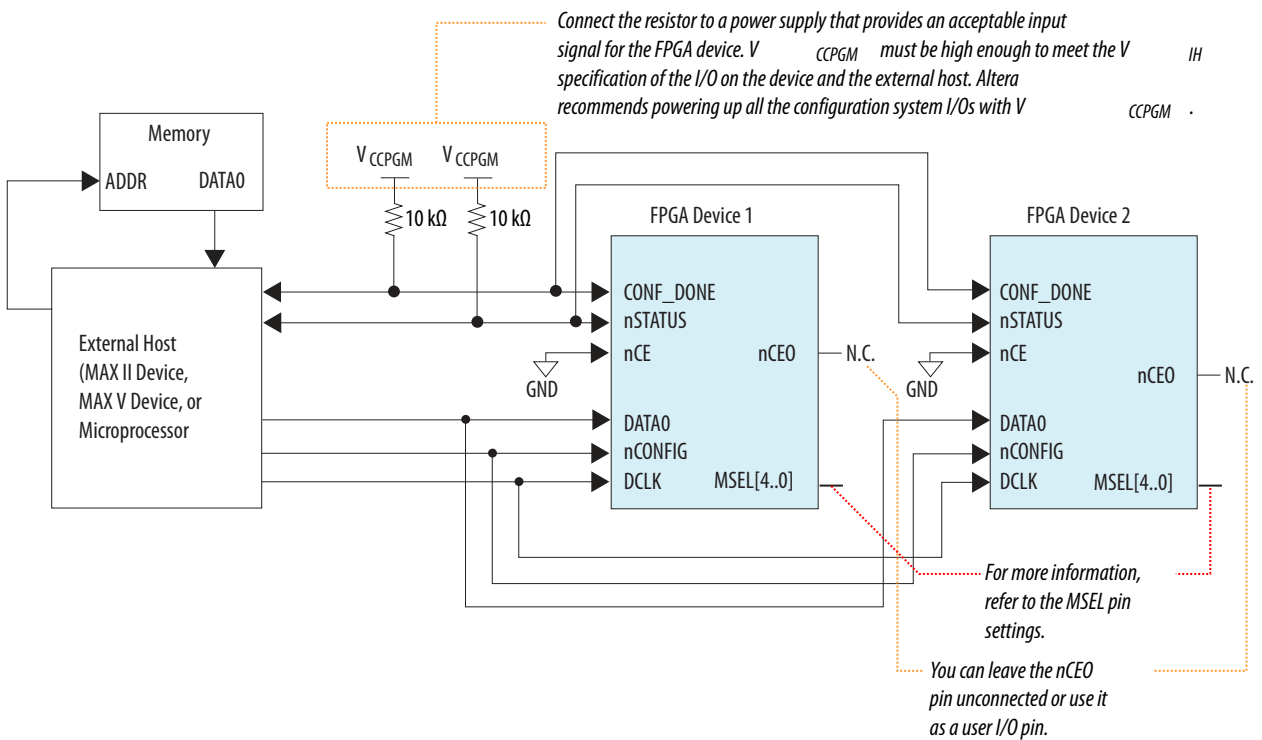 Connect the resistor to a power supply that provides an acceptable input
signal for the FPGA device. V CCPGM must be high enough to meet the V IH
specification of the I/O on the device and the external host. Altera
recommends powering up all the configuration system I/Os with V CCPGM .
Memory
ADDR DATA0
V CCPGM V CCPGM
10 kΩ 10 kΩ
External Host
(MAX II Device,
MAX V Device, or
Microprocessor
FPGA Device 1
CONF_DONE
nSTATUS
nCE nCEO N.C.
GND
DATA0
nCONFIG
DCLK MSEL[4..0]
FPGA Device 2
CONF_DONE
nSTATUS
nCE
nCEO N.C.
GND
DATA0
nCONFIG
DCLK MSEL[4..0]
For more information,
refer to the MSEL pin
settings.
You can leave the nCEO
pin unconnected or use it
as a user I/O pin.